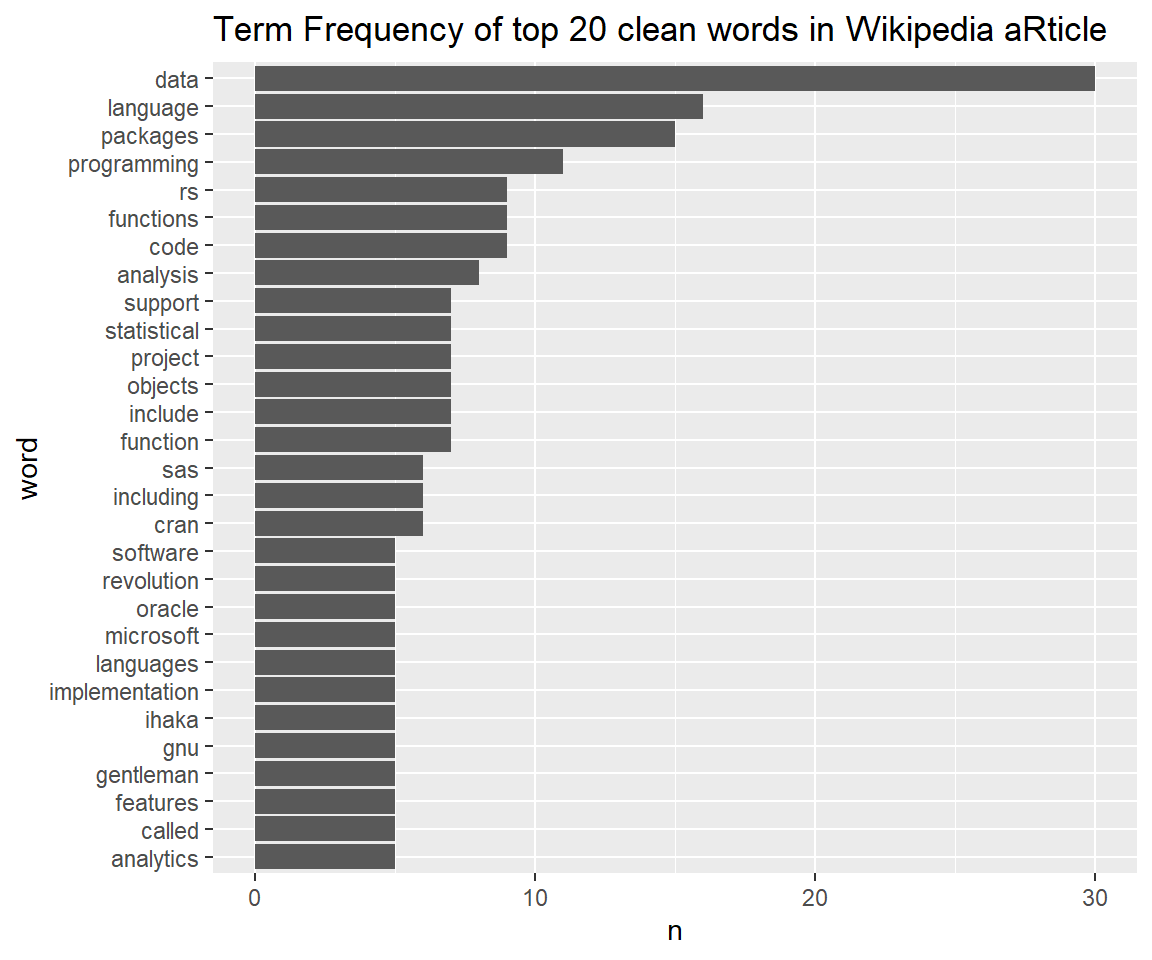 Term Frequency of top 20 clean words in Wikipedia aRticle
data
language
packages
programming
rs
functions
code
analysis
support
statistical
project
objects
include
function
sas
including
cran
software
revolution
oracle
microsoft
languages
implementation
ihaka
gnu
gentleman
features
called
analytics
word
0 10 20 30
n